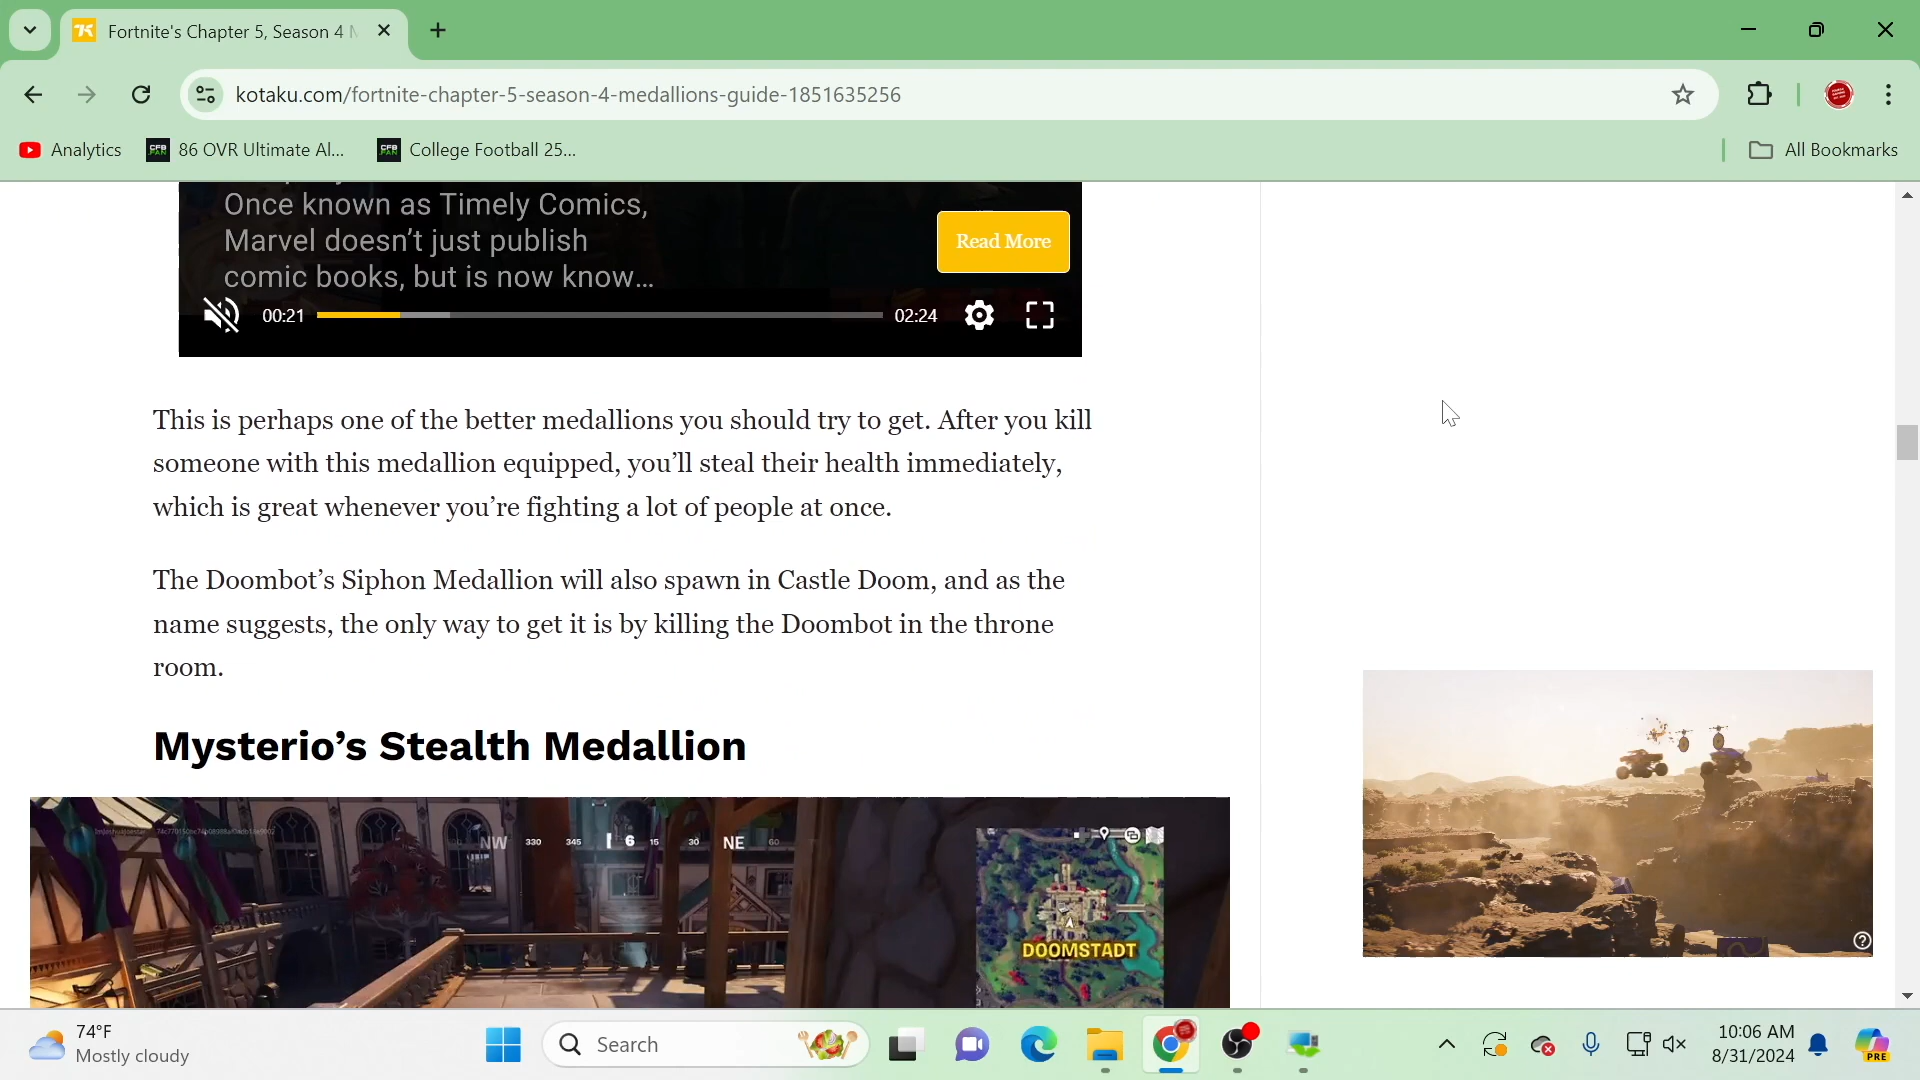 Fortnite's Chapter 5, Season 4 M
kotaku.com/fortnite-chapter-5-season-4-medallions-guide-1851635256
Analytics
86 OVR Ultimate Al...
College Football 25...
All Bookmarks
Once known as Timely Comics,
Marvel doesn't just publish
comic books, but is now know...
Read More
00:21
02:24
This is perhaps one of the better medallions you should try to get. After you kill
someone with this medallion equipped, you’ll steal their health immediately,
which is great whenever you’re fighting a lot of people at once.
The Doombot’s Siphon Medallion will also spawn in Castle Doom, and as the
name suggests, the only way to get it is by killing the Doombot in the throne
room.
Mysterio’s Stealth Medallion
NW 330 345 6 15 30 NE 60
DOOMSTADT
74°F
Mostly cloudy
Search
PRE
10:06 AM
8/31/2024